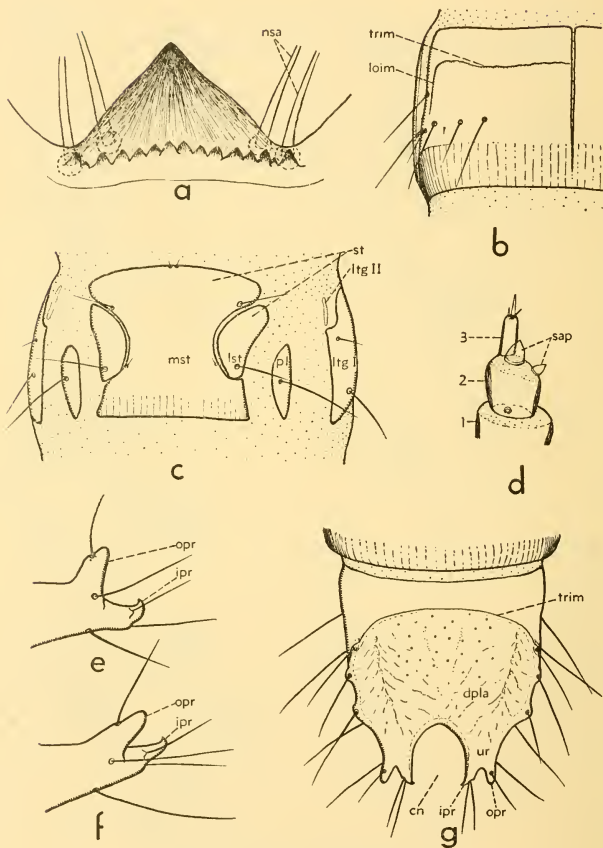 nsa
a
trim
loim
b
st
ltg II
mst
lst
pl
ltg I
c
3
sap
2
1
d
opr
ipr
e
opr
ipr
f
trim
dpla
ur
cn ipr opr
g